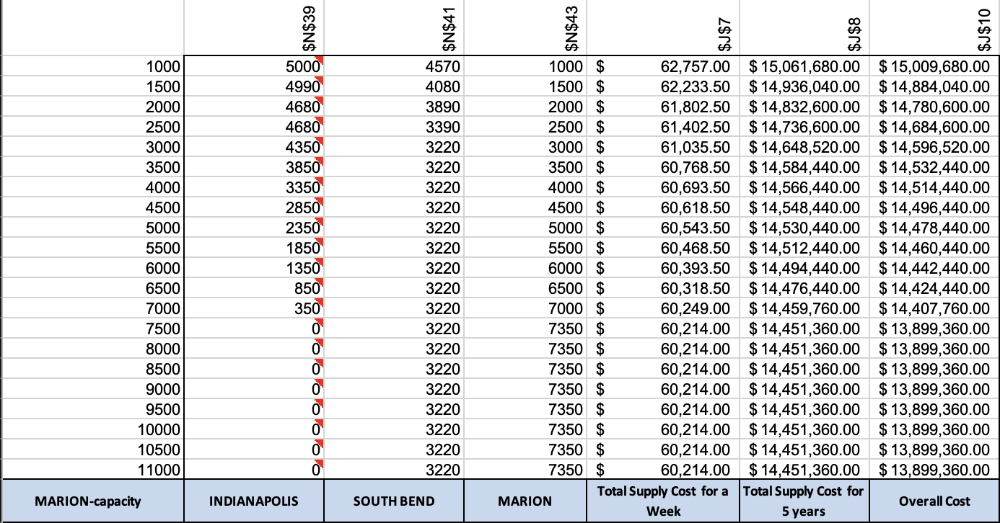 $N$39 $N$41 $N$43 $J$7 $J$8 $J$10
1000 5000 4570 1000 $ 62,757.00 $ 15,061,680.00 $ 15,009,680.00
1500 4990 4080 1500 $ 62,233.50 $ 14,936,040.00 $ 14,884,040.00
2000 4680 3890 2000 $ 61,802.50 $ 14,832,600.00 $ 14,780,600.00
2500 4680 3390 2500 $ 61,402.50 $ 14,736,600.00 $ 14,684,600.00
3000 4350 3220 3000 $ 61,035.50 $ 14,648,520.00 $ 14,596,520.00
3500 3850 3220 3500 $ 60,768.50 $ 14,584,440.00 $ 14,532,440.00
4000 3350 3220 4000 $ 60,693.50 $ 14,566,440.00 $ 14,514,440.00
4500 2850 3220 4500 $ 60,618.50 $ 14,548,440.00 $ 14,496,440.00
5000 2350 3220 5000 $ 60,543.50 $ 14,530,440.00 $ 14,478,440.00
5500 1850 3220 5500 $ 60,468.50 $ 14,512,440.00 $ 14,460,440.00
6000 1350 3220 6000 $ 60,393.50 $ 14,494,440.00 $ 14,442,440.00
6500 850 3220 6500 $ 60,318.50 $ 14,476,440.00 $ 14,424,440.00
7000 350 3220 7000 $ 60,249.00 $ 14,459,760.00 $ 14,407,760.00
7500 0 3220 7350 $ 60,214.00 $ 14,451,360.00 $ 13,899,360.00
8000 0 3220 7350 $ 60,214.00 $ 14,451,360.00 $ 13,899,360.00
8500 0 3220 7350 $ 60,214.00 $ 14,451,360.00 $ 13,899,360.00
9000 0 3220 7350 $ 60,214.00 $ 14,451,360.00 $ 13,899,360.00
9500 0 3220 7350 $ 60,214.00 $ 14,451,360.00 $ 13,899,360.00
10000 0 3220 7350 $ 60,214.00 $ 14,451,360.00 $ 13,899,360.00
10500 0 3220 7350 $ 60,214.00 $ 14,451,360.00 $ 13,899,360.00
11000 0 3220 7350 $ 60,214.00 $ 14,451,360.00 $ 13,899,360.00
MARION-capacity INDIANAPOLIS SOUTH BEND MARION Total Supply Cost for a Week Total Supply Cost for 5 years Overall Cost